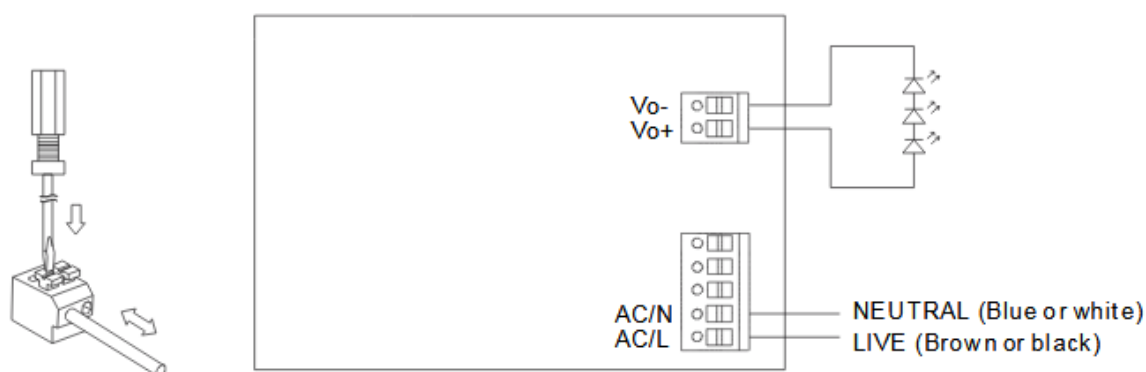 Vo-
Vo+
AC/N
AC/L
NEUTRAL (Blue or white)
LIVE (Brown or black)